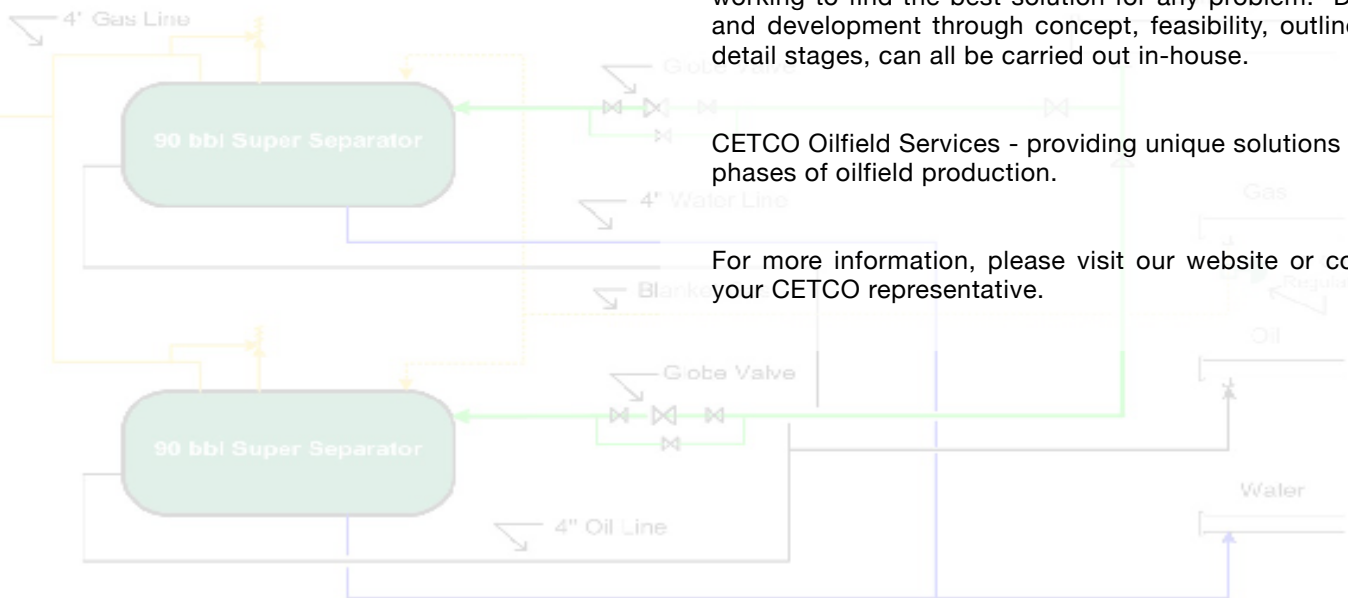 working to find the best solution for any problem.
and development through concept, feasibility, outline
detail stages, can all be carried out in-house.
CETCO Oilfield Services - providing unique solutions
phases of oilfield production.
For more information, please visit our website or co
your CETCO representative.
4' Gas Line
90 bbl Super Separator
Globe Valve
4" Water Line
Gas
Oil
Globe Valve
90 bbl Super Separator
4" Oil Line
Water